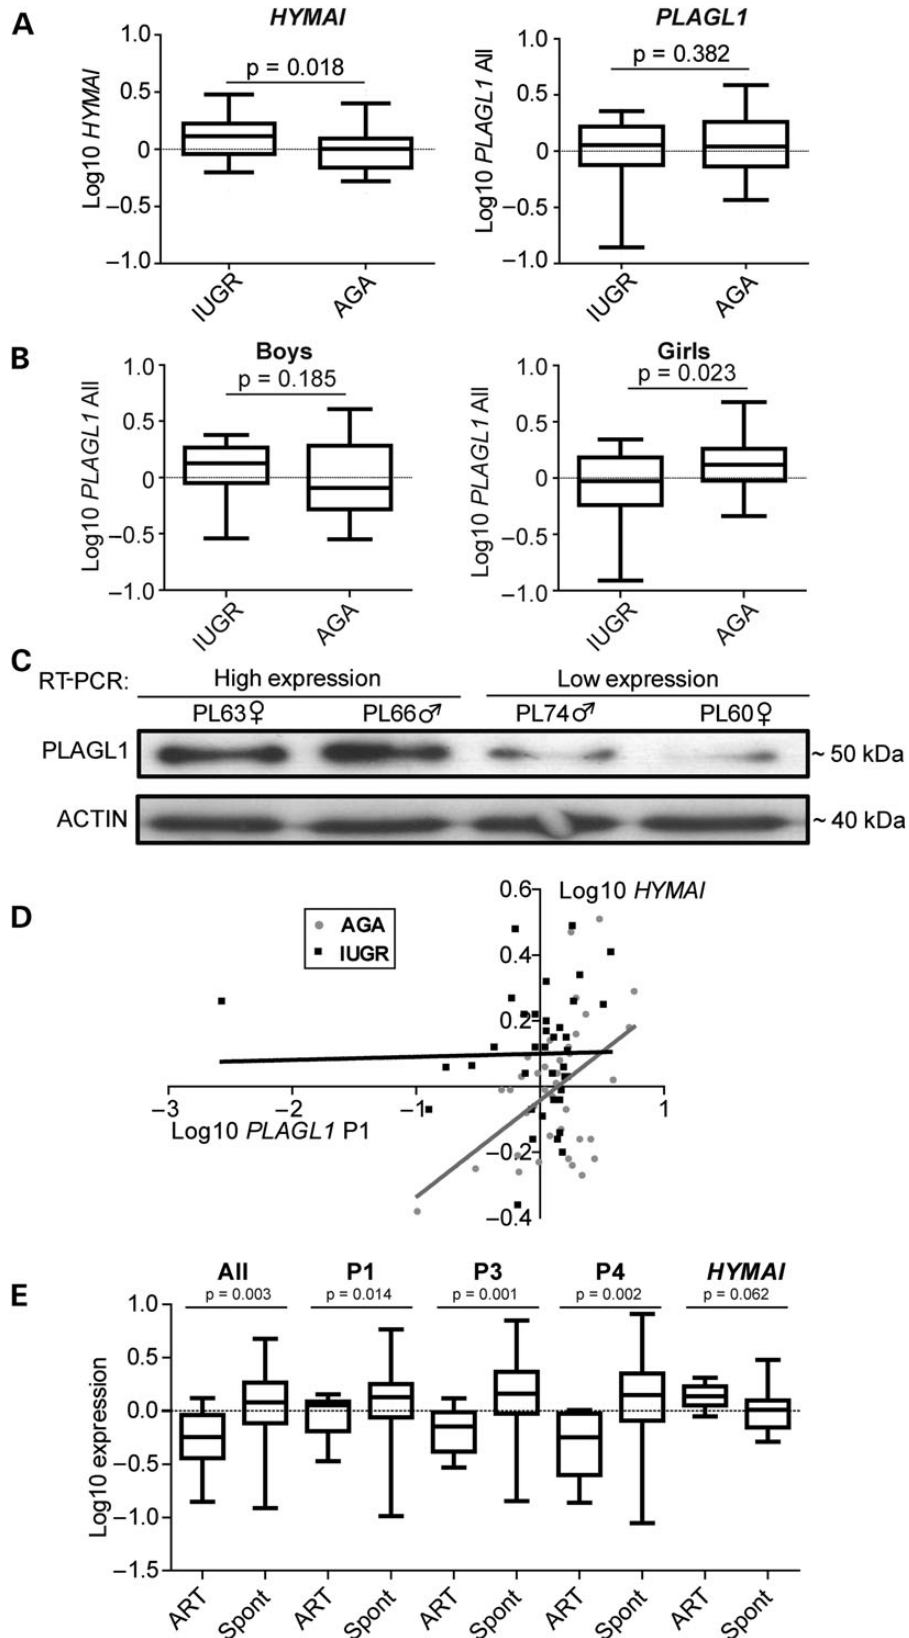 A
HYMAI
PLAGL1
1.0
0.5
0
–0.5
–1.0
Log10 HYMAI
p = 0.018
IUGR
AGA
1.0
0.5
0
–0.5
–1.0
Log10 PLAGL1 All
p = 0.382
IUGR
AGA
B
Boys
Girls
1.0
0.5
0
–0.5
–1.0
Log10 PLAGL1 All
p = 0.185
IUGR
AGA
1.0
0.5
0
–0.5
–1.0
Log10 PLAGL1 All
p = 0.023
IUGR
AGA
C
RT-PCR:
High expression
Low expression
PL63♀
PL66♂
PL74♂
PL60♀
PLAGL1
~ 50 kDa
ACTIN
~ 40 kDa
D
AGA
IUGR
0.6
Log10 HYMAI
0.4
0.2
–3
–2
–1
1
Log10 PLAGL1 P1
–0.2
–0.4
E
All
P1
P3
P4
HYMAI
p = 0.003
p = 0.014
p = 0.001
p = 0.002
p = 0.062
1.0
0.5
0.0
–0.5
–1.0
–1.5
Log10 expression
ART
Spont
ART
Spont
ART
Spont
ART
Spont
ART
Spont